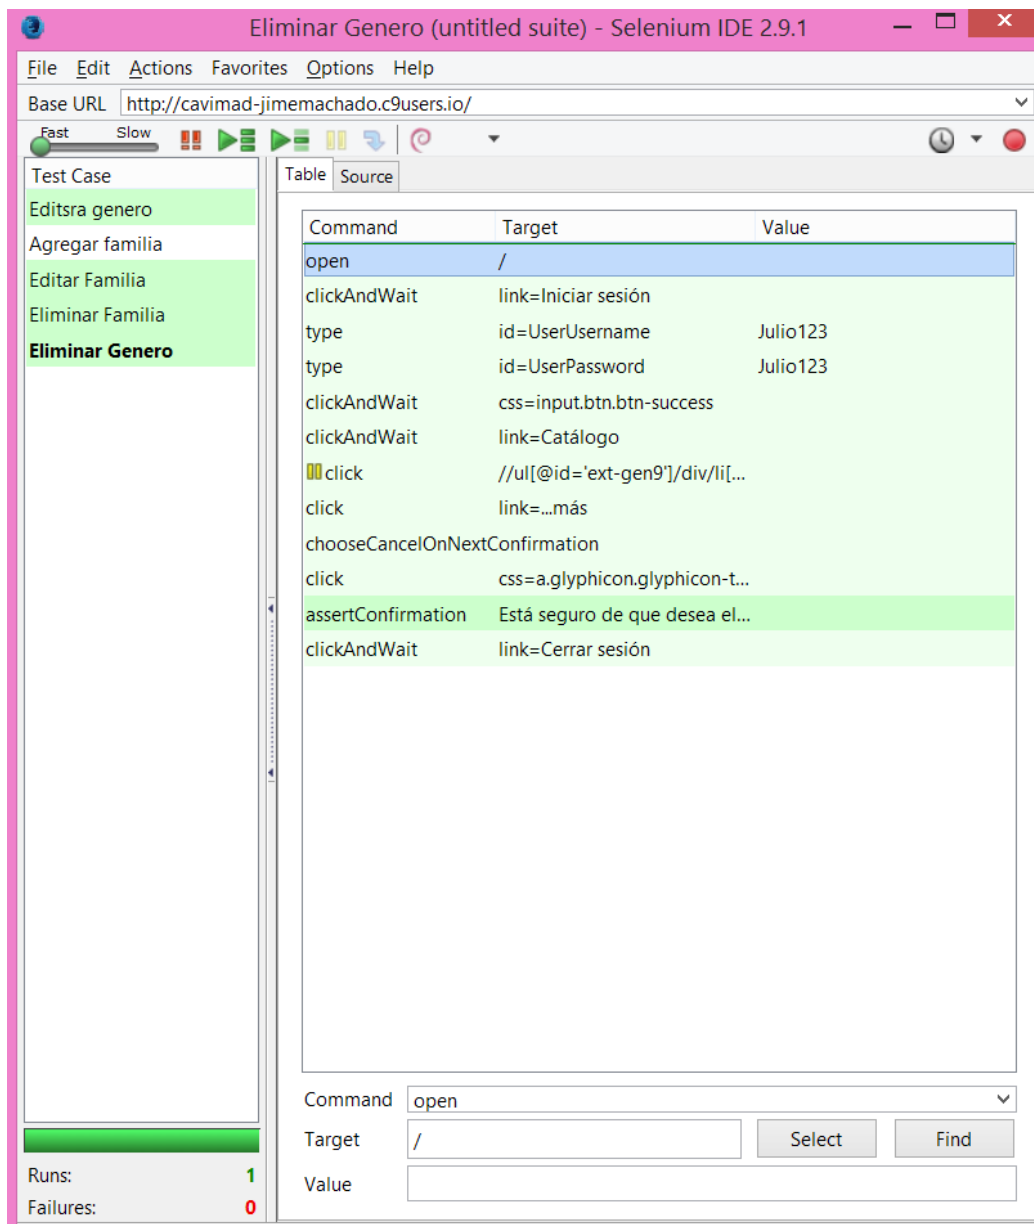 Eliminar Genero (untitled suite) - Selenium IDE 2.9.1
File Edit Actions Favorites Options Help
Base URL http://cavimad-jimemachado.c9users.io/
Fast Slow
Test Case
Editsra genero
Agregar familia
Editar Familia
Eliminar Familia
Eliminar Genero
Runs: 1
Failures: 0
Table Source
Command Target Value
open /
clickAndWait link=Iniciar sesión
type id=UserUsername Julio123
type id=UserPassword Julio123
clickAndWait css=input.btn.btn-success
clickAndWait link=Catálogo
click //ul[@id='ext-gen9']/div/li[...
click link=...más
chooseCancelOnNextConfirmation
click css=a.glyphicon.glyphicon-t...
assertConfirmation Está seguro de que desea el...
clickAndWait link=Cerrar sesión
Command open
Target / Select Find
Value